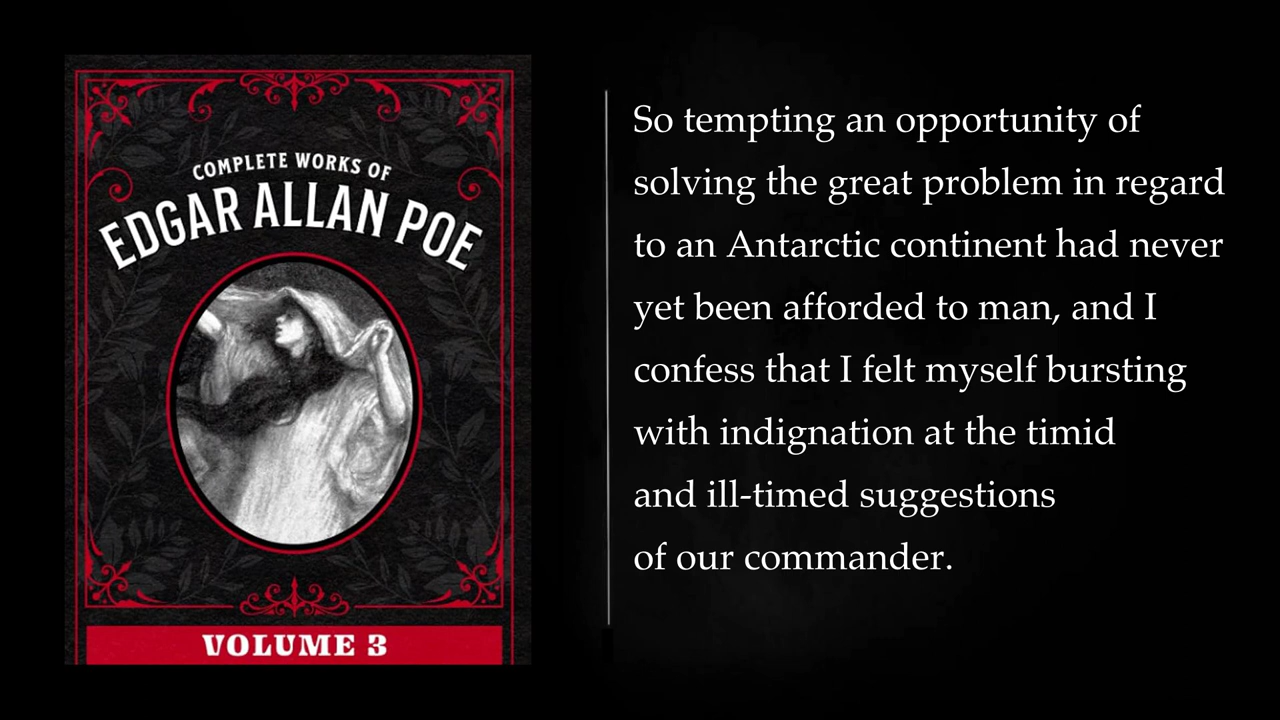 COMPLETE WORKS OF
EDGAR ALLAN POE
VOLUME 3
So tempting an opportunity of
solving the great problem in regard
to an Antarctic continent had never
yet been afforded to man, and I
confess that I felt myself bursting
with indignation at the timid
and ill-timed suggestions
of our commander.